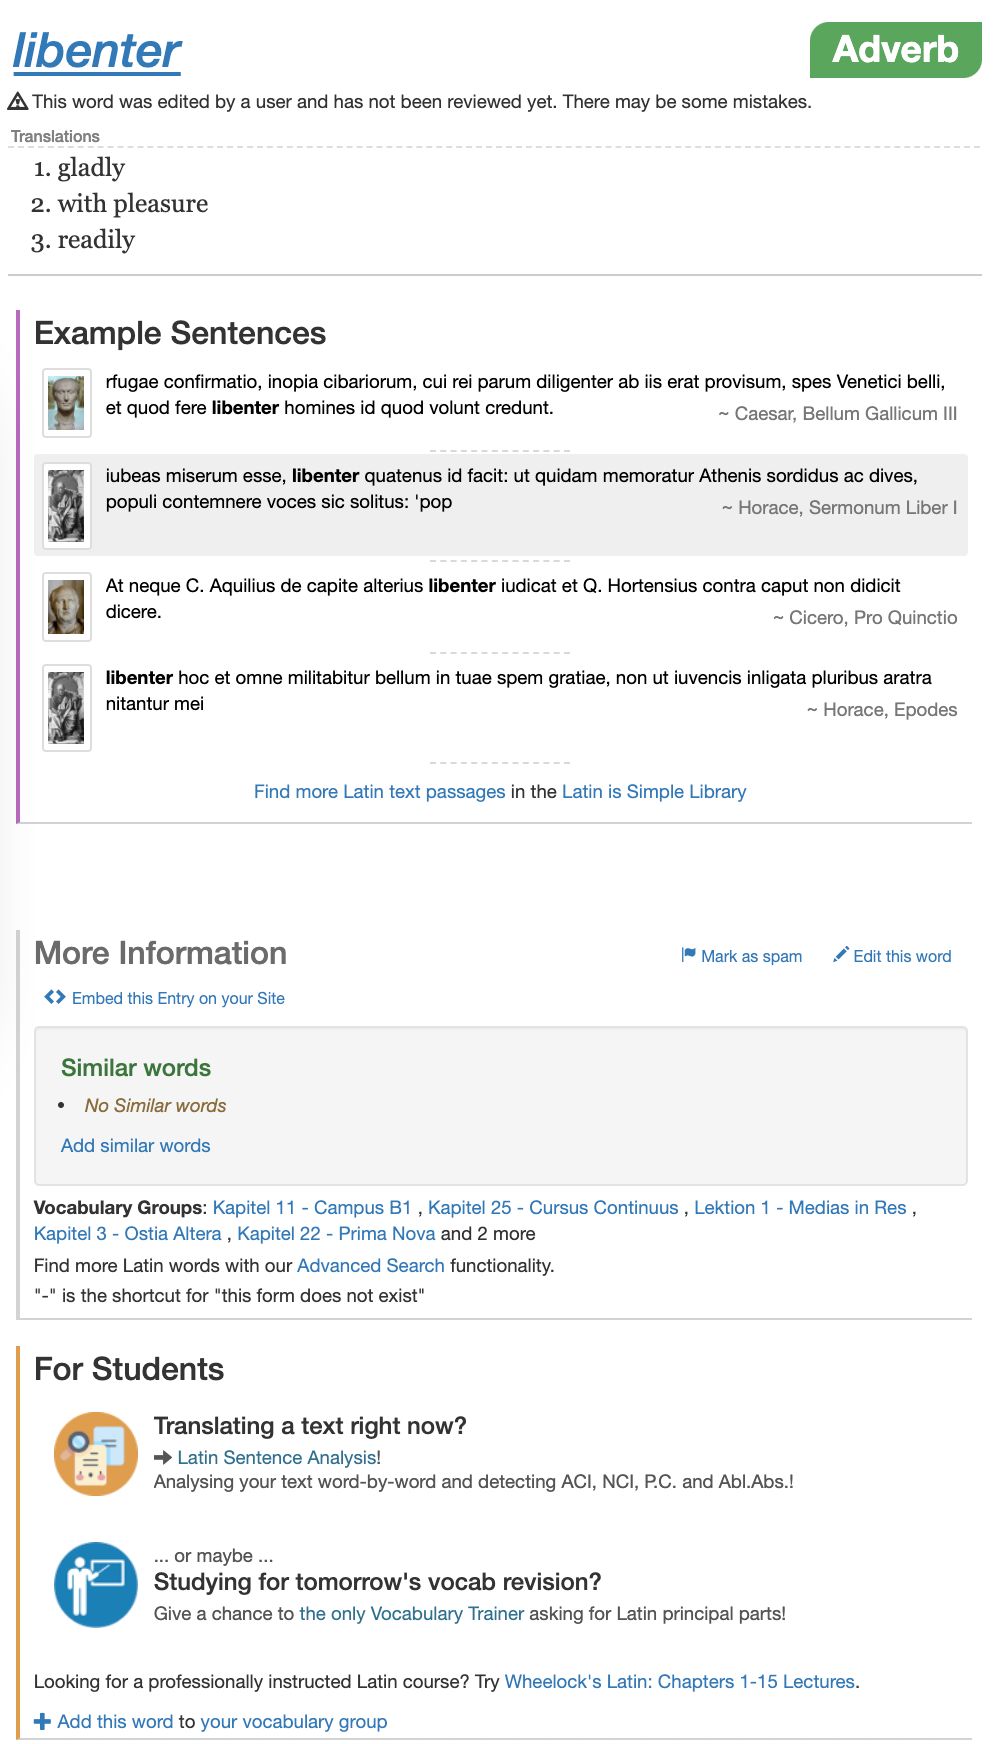 libenter
Adverb
This word was edited by a user and has not been reviewed yet. There may be some mistakes.
Translations
1. gladly
2. with pleasure
3. readily
Example Sentences
rfugae confirmatio, inopia cibariorum, cui rei parum diligenter ab iis erat provisum, spes Venetici belli,
et quod fere libenter homines id quod volunt credunt.
~ Caesar, Bellum Gallicum III
iubeas miserum esse, libenter quatenus id facit: ut quidam memoratur Athenis sordidus ac dives,
populi contemnere voces sic solitus: 'pop
~ Horace, Sermonum Liber I
At neque C. Aquilius de capite alterius libenter iudicat et Q. Hortensius contra caput non didicit
dicere.
~ Cicero, Pro Quinctio
libenter hoc et omne militabitur bellum in tuae spem gratiae, non ut iuvencis inligata pluribus aratra
nitantur mei
~ Horace, Epodes
Find more Latin text passages in the Latin is Simple Library
More Information
Mark as spam
Edit this word
Embed this Entry on your Site
Similar words
• No Similar words
Add similar words
Vocabulary Groups: Kapitel 11 - Campus B1 , Kapitel 25 - Cursus Continuus , Lektion 1 - Medias in Res ,
Kapitel 3 - Ostia Altera , Kapitel 22 - Prima Nova and 2 more
Find more Latin words with our Advanced Search functionality.
"-" is the shortcut for "this form does not exist"
For Students
Translating a text right now?
Latin Sentence Analysis!
Analysing your text word-by-word and detecting ACI, NCI, P.C. and Abl.Abs.!
... or maybe ...
Studying for tomorrow's vocab revision?
Give a chance to the only Vocabulary Trainer asking for Latin principal parts!
Looking for a professionally instructed Latin course? Try Wheelock's Latin: Chapters 1-15 Lectures.
Add this word to your vocabulary group